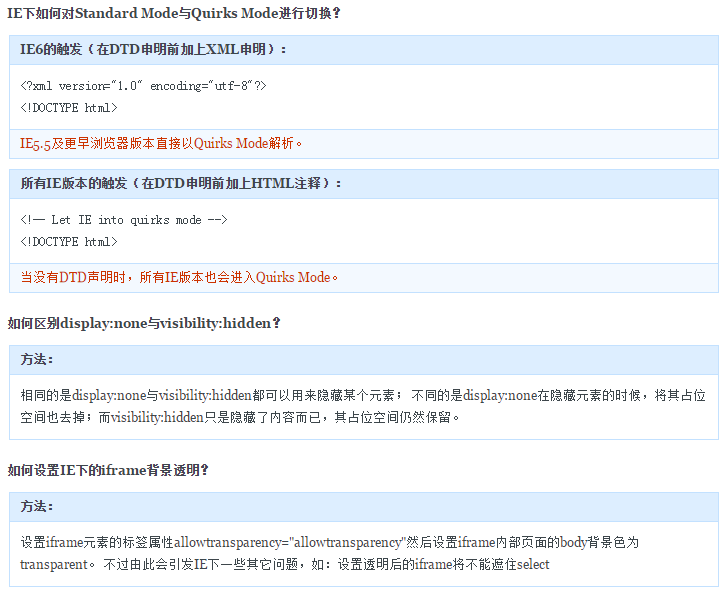 IE下如何对Standard Mode与Quirks Mode进行切换?
IE6的触发（在DTD申明前加上XML申明）:
<?xml version="1.0" encoding="utf-8"?>
<!DOCTYPE html>
IE5.5及更早浏览器版本直接以Quirks Mode解析。
所有IE版本的触发（在DTD申明前加上HTML注释）:
<!-- Let IE into quirks mode -->
<!DOCTYPE html>
当没有DTD声明时，所有IE版本也会进入Quirks Mode。
如何区别display:none与visibility:hidden?
方法:
相同的是display:none与visibility:hidden都可以用来隐藏某个元素； 不同的是display:none在隐藏元素的时候，将其占位
空间也去掉；而visibility:hidden只是隐藏了内容而已，其占位空间仍然保留。
如何设置IE下的iframe背景透明?
方法:
设置iframe元素的标签属性allowtransparency="allowtransparency"然后设置iframe内部页面的body背景色为
transparent。 不过由此会引发IE下一些其它问题，如：设置透明后的iframe将不能遮住select